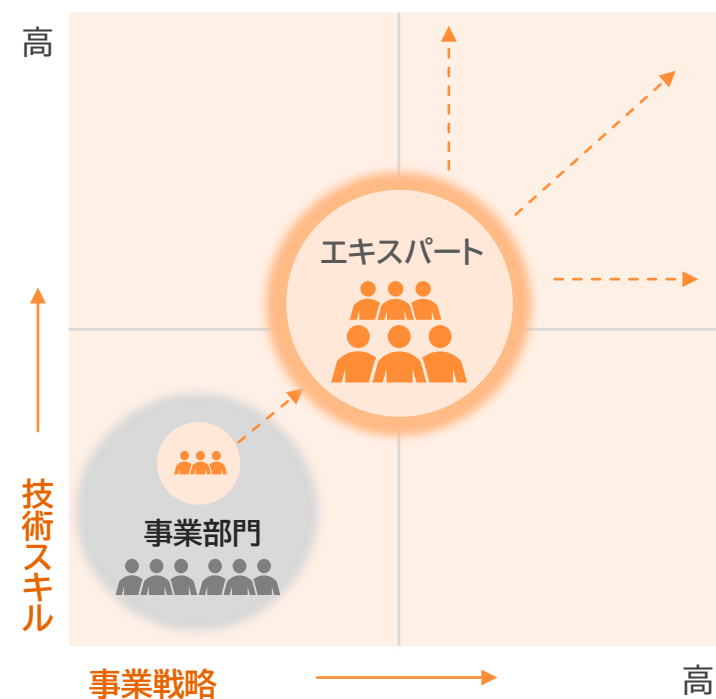 高
エキスパート
事業部門
技術スキル
事業戦略
高